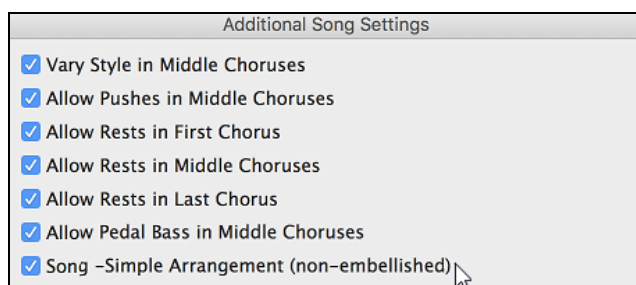 Additional Song Settings
Vary Style in Middle Choruses
Allow Pushes in Middle Choruses
Allow Rests in First Chorus
Allow Rests in Middle Choruses
Allow Rests in Last Chorus
Allow Pedal Bass in Middle Choruses
Song -Simple Arrangement (non-embellished)